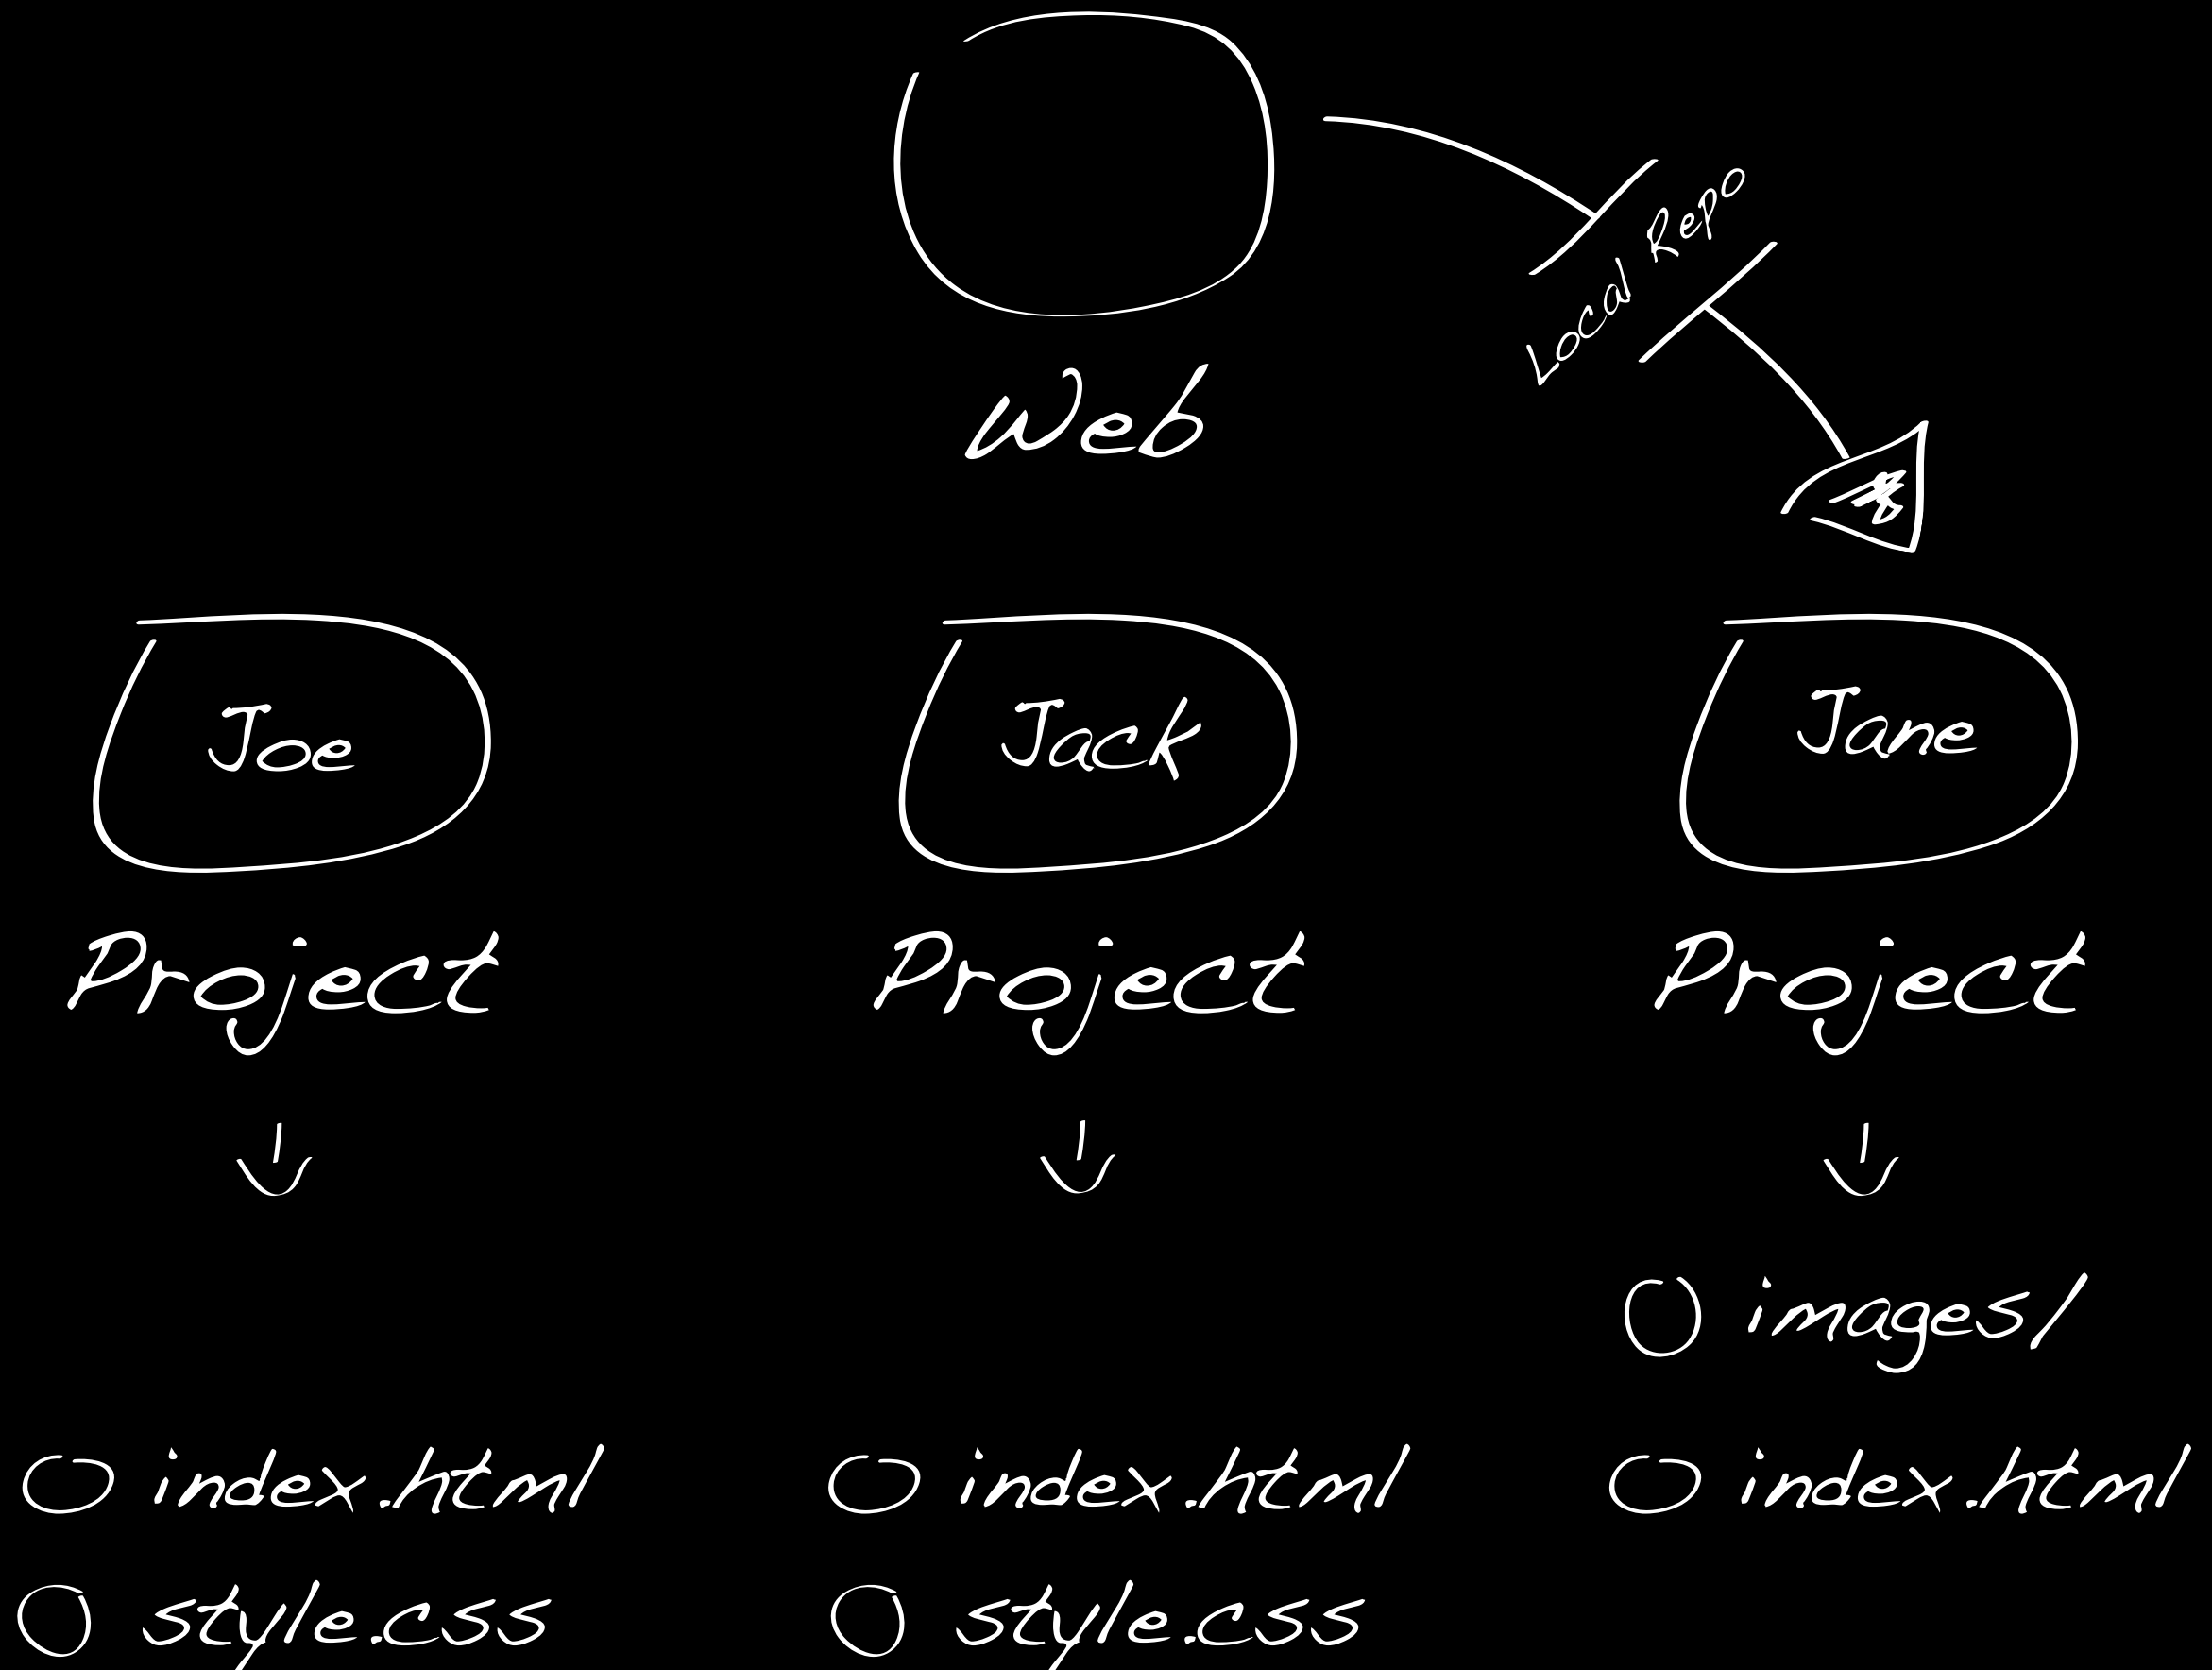 Web
Local Repo
Joe
Jack
Jane
Project
Project
Project
images/
index.html
index.html
index.html
style.css
style.css